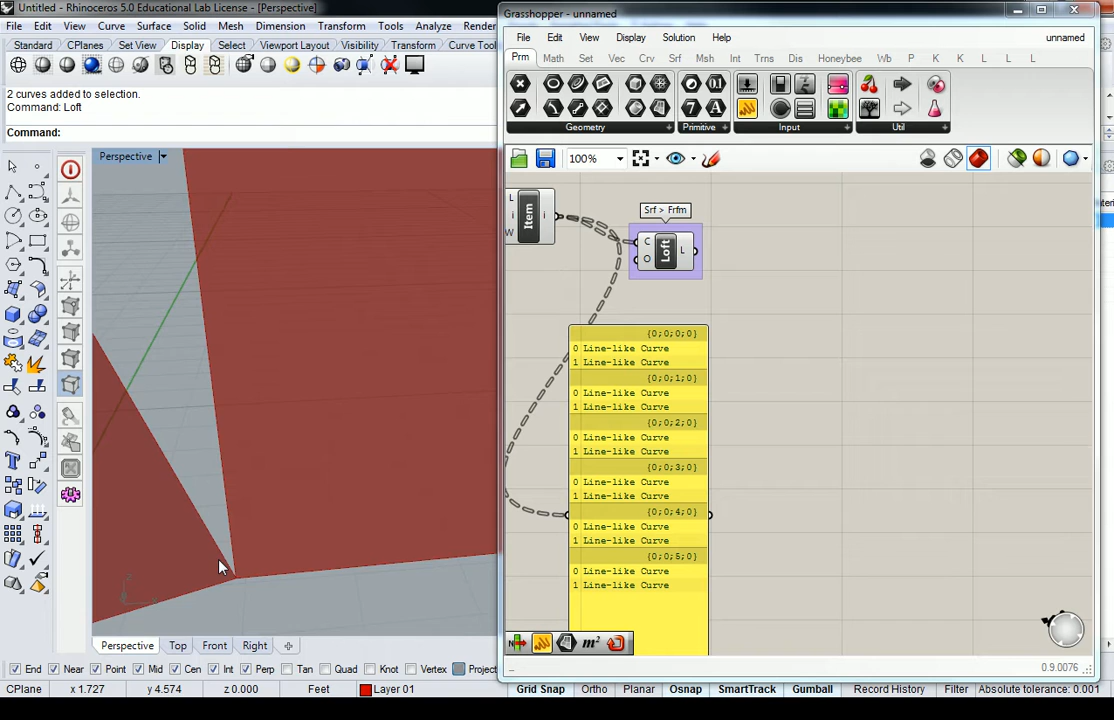 Untitled - Rhinoceros 5.0 Educational Lab License - [Perspective]
File Edit View Curve Surface Solid Mesh Dimension Transform Tools Analyze Render
Standard CPlanes Set View Display Select Viewport Layout Visibility Transform Curve Tool
2 curves added to selection.
Command: Loft
Command:
Perspective
Grasshopper - unnamed
File Edit View Display Solution Help unnamed
Prm Math Set Vec Crv Srf Msh Int Trns Dis Honeybee P K K L L L
Geometry + Primitive + Input + Util +
100%
L
i
W
Item
i
Srf > Frfm
C
O
Loft
L
{0;0;0;0}
0 Line-like Curve
1 Line-like Curve
{0;0;1;0}
0 Line-like Curve
1 Line-like Curve
{0;0;2;0}
0 Line-like Curve
1 Line-like Curve
{0;0;3;0}
0 Line-like Curve
1 Line-like Curve
{0;0;4;0}
0 Line-like Curve
1 Line-like Curve
{0;0;5;0}
0 Line-like Curve
1 Line-like Curve
m²
0.9.0076
Perspective Top Front Right
End Near Point Mid Cen Int Perp Tan Quad Knot Vertex Project
CPlane x 1.727 y 4.574 z 0.000 Feet Layer 01 Grid Snap Ortho Planar Osnap SmartTrack Gumball Record History Filter Absolute tolerance: 0.001